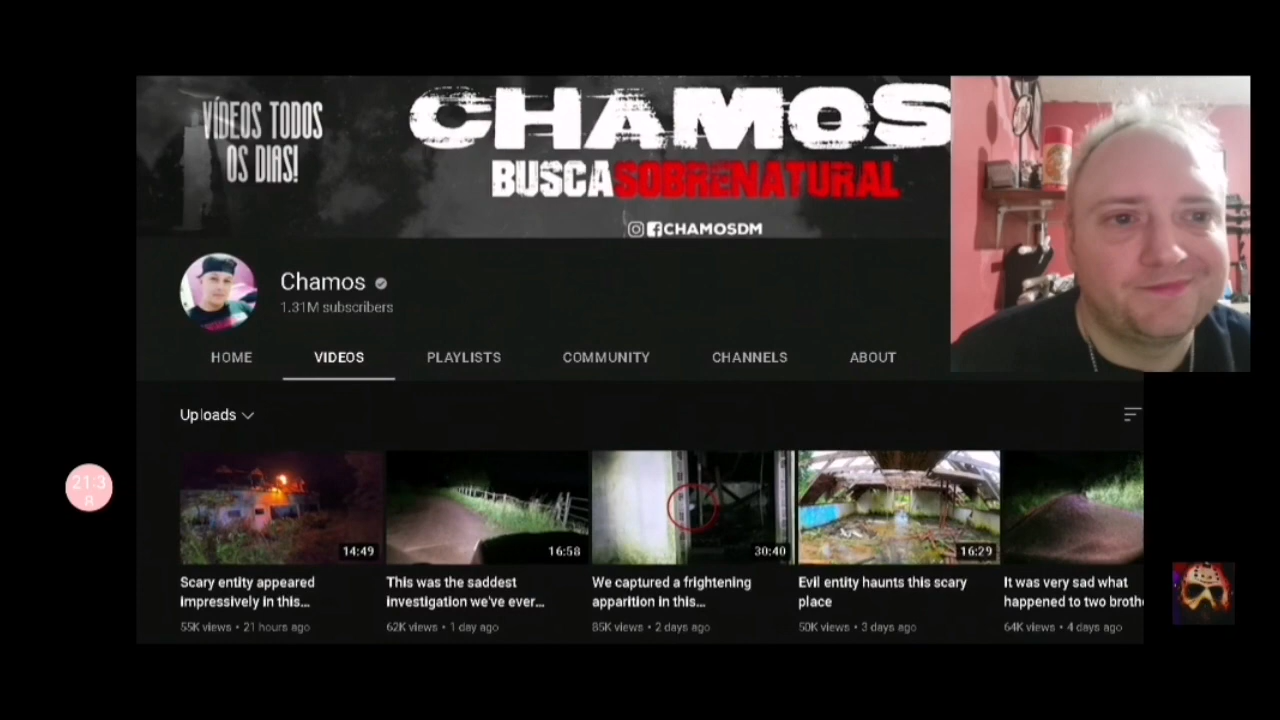 VÍDEOS TODOS
OS DIAS!
CHAMOS
BUSCASOBRENATURAL
CHAMOSDM
Chamos
1.31M subscribers
HOME VIDEOS PLAYLISTS COMMUNITY CHANNELS ABOUT
Uploads
14:49 16:58 30:40 16:29
Scary entity appeared
impressively in this...
55K views • 21 hours ago
This was the saddest
investigation we've ever...
62K views • 1 day ago
We captured a frightening
apparition in this...
85K views • 2 days ago
Evil entity haunts this scary
place
50K views • 3 days ago
It was very sad what
happened to two broth
64K views • 4 days ago
21:3
8